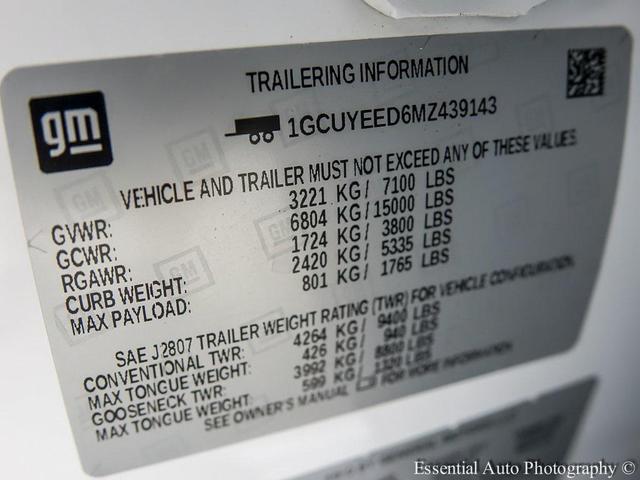 gm
TRAILERING INFORMATION
1GCUYEED6MZ439143
VEHICLE AND TRAILER MUST NOT EXCEED ANY OF THESE VALUES
GVWR: 3221 KG/ 7100 LBS
GCWR: 6804 KG/15000 LBS
RGAWR: 1724 KG/ 3800 LBS
CURB WEIGHT: 2420 KG/ 5335 LBS
MAX PAYLOAD: 801 KG/ 1765 LBS
SAE J2807 TRAILER WEIGHT RATING (TWR) FOR VEHICLE CONFIGURATION.
CONVENTIONAL TWR: 4264 KG/ 9400 LBS
MAX TONGUE WEIGHT: 426 KG/ 940 LBS
GOOSENECK TWR: 3992 KG/ 8800 LBS
MAX TONGUE WEIGHT: 599 KG/ 1320 LBS
SEE OWNER'S MANUAL FOR MORE INFORMATION
Essential Auto Photography ©